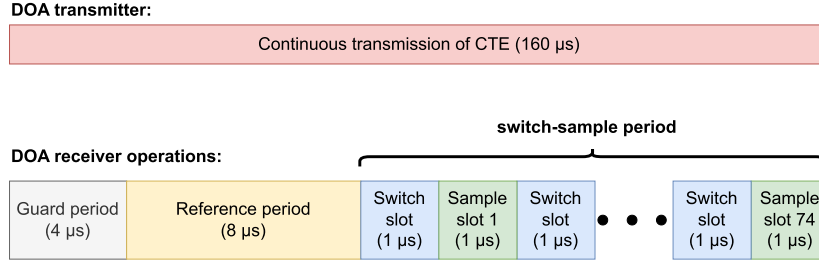 DOA transmitter:
Continuous transmission of CTE (160 µs)
switch-sample period
DOA receiver operations:
Guard period
(4 µs)
Reference period
(8 µs)
Switch
slot
(1 µs)
Sample
slot 1
(1 µs)
Switch
slot
(1 µs)
Switch
slot
(1 µs)
Sample
slot 74
(1 µs)